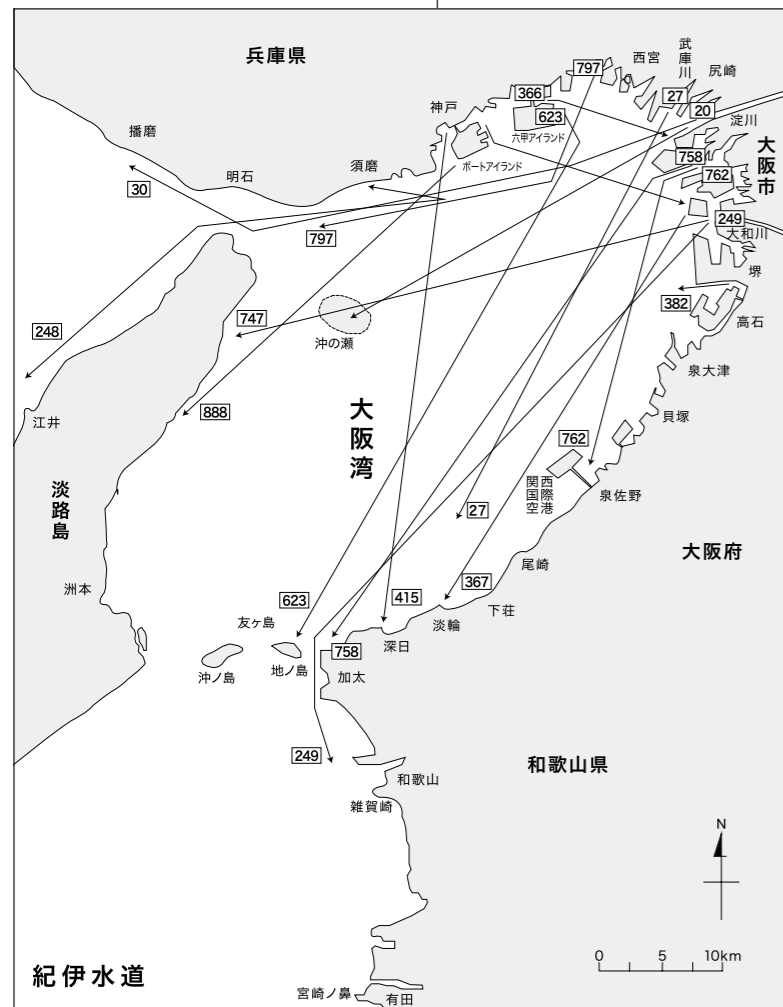 兵庫県
西宮
武庫川
尻崎
797
27
20
366
神戸
623
六甲アイランド
淀川
播磨
758
大阪市
明石
須磨
ポートアイランド
762
30
797
249
大和川
堺
382
747
高石
248
沖の瀬
泉大津
888
大阪湾
貝塚
江井
762
淡路島
関西国際空港
泉佐野
27
大阪府
尾崎
洲本
367
623
415
下荘
友ヶ島
淡輪
758
深日
沖ノ島
地ノ島
加太
249
和歌山県
和歌山
雑賀崎
N
紀伊水道
0 5 10km
宮崎ノ鼻
有田